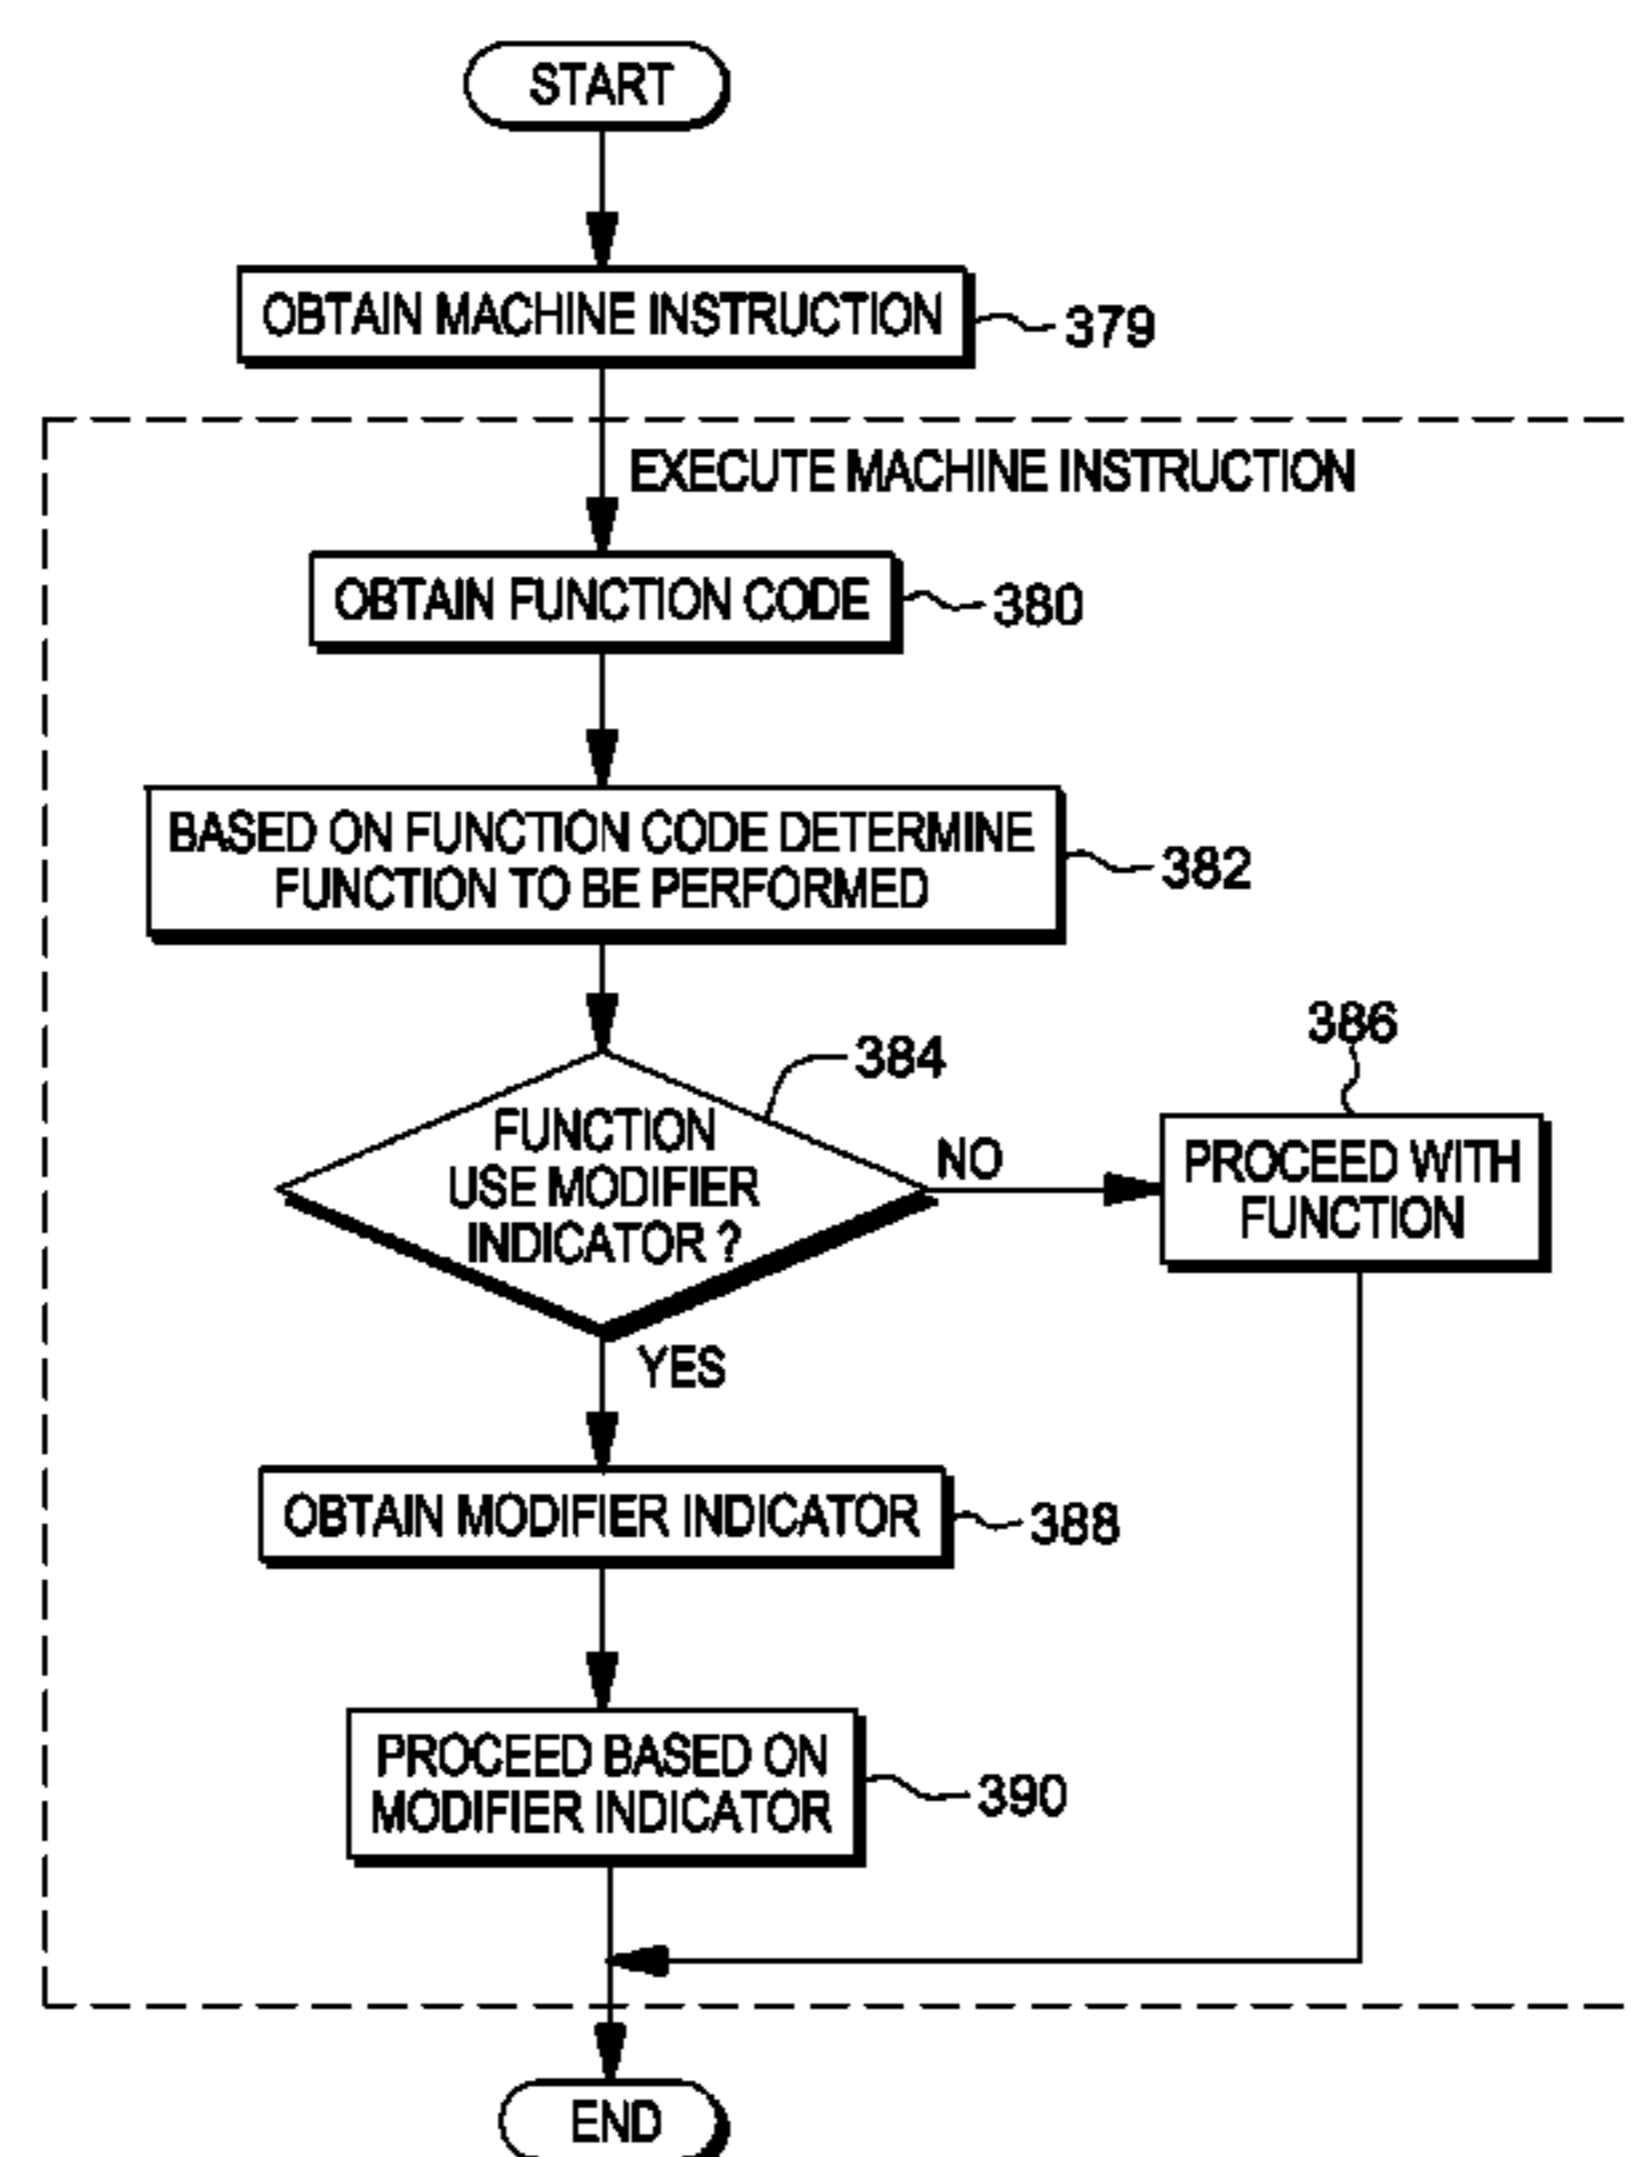 START
OBTAIN MACHINE INSTRUCTION
379
EXECUTE MACHINE INSTRUCTION
OBTAIN FUNCTION CODE
380
BASED ON FUNCTION CODE DETERMINE
FUNCTION TO BE PERFORMED
382
384
FUNCTION
USE MODIFIER
INDICATOR ?
NO
386
PROCEED WITH
FUNCTION
YES
OBTAIN MODIFIER INDICATOR
388
PROCEED BASED ON
MODIFIER INDICATOR
390
END